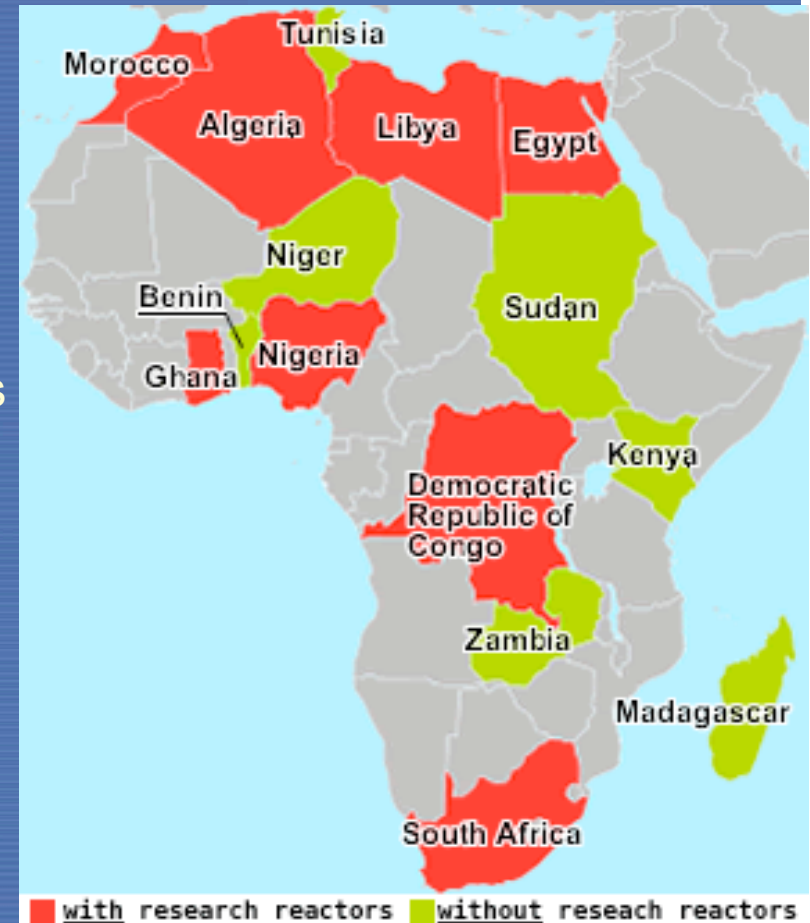 Tunisia
Morocco
Algeria
Libya
Egypt
Niger
Benin
Sudan
Nigeria
Ghana
s
Kenya
Democratic
Republic of
Congo
Zambia
Madagascar
South Africa
with research reactors without reseach reactors